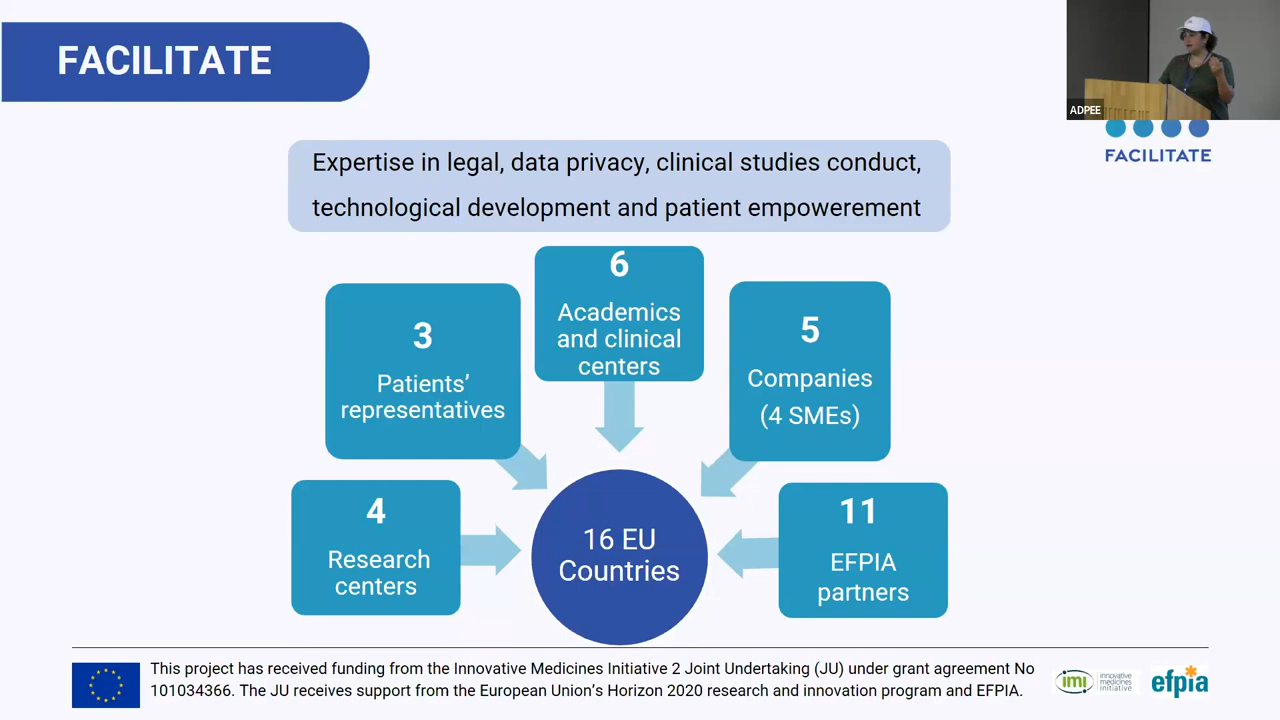 FACILITATE
ADPEE
FACILITATE
Expertise in legal, data privacy, clinical studies conduct,
technological development and patient empowerement
6
Academics
and clinical
centers
3
Patients’
representatives
5
Companies
(4 SMEs)
4
Research
centers
16 EU
Countries
11
EFPIA
partners
This project has received funding from the Innovative Medicines Initiative 2 Joint Undertaking (JU) under grant agreement No
101034366. The JU receives support from the European Union’s Horizon 2020 research and innovation program and EFPIA.
imi
innovative
medicines
initiative
efpia